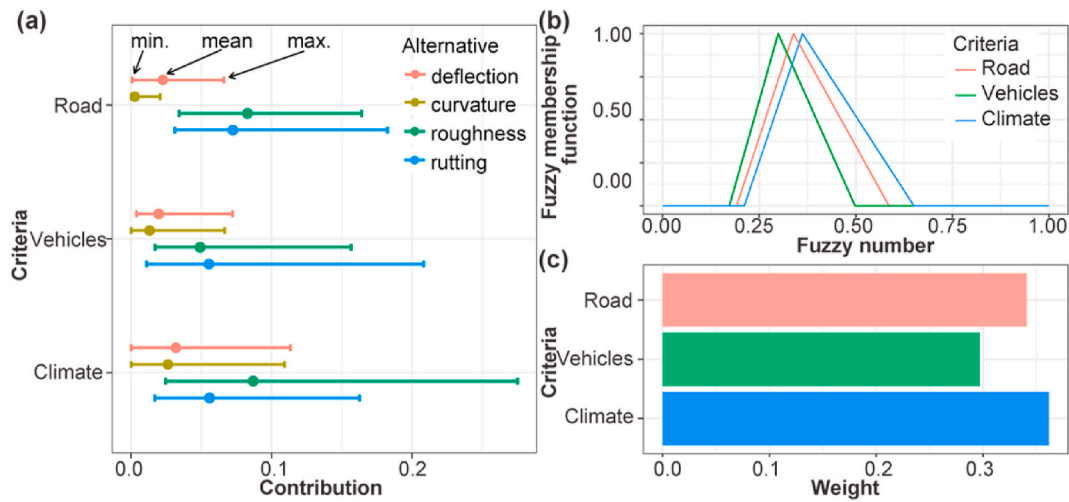 (a)
min.
mean
max.
Alternative
deflection
curvature
roughness
rutting
Road
Vehicles
Climate
Criteria
0.0
0.1
0.2
Contribution
(b)
Fuzzy membership
function
1.00
0.50
0.00
Criteria
Road
Vehicles
Climate
0.00
0.25
0.50
0.75
1.00
Fuzzy number
(c)
Criteria
Road
Vehicles
Climate
0.0
0.1
0.2
0.3
Weight